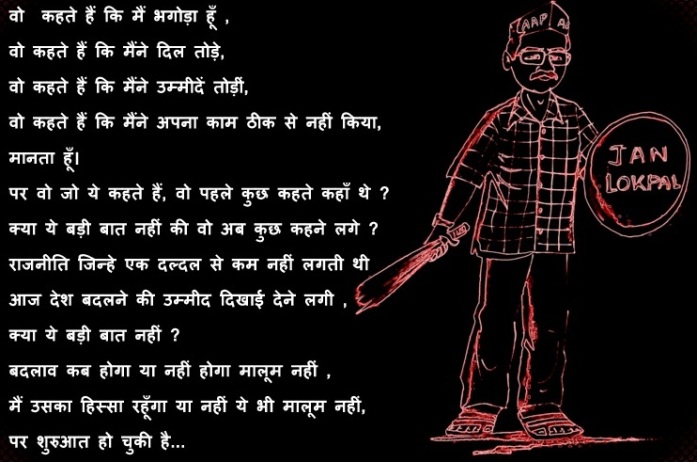 वो कहते हैं कि मैं भगोड़ा हूँ ,
वो कहते हैं कि मैंने दिल तोड़े,
वो कहते हैं कि मैंने उम्मीदें तोड़ीं,
वो कहते हैं कि मैंने अपना काम ठीक से नहीं किया,
मानता हूँ।
पर वो जो ये कहते हैं, वो पहले कुछ कहते कहाँ थे ?
क्या ये बड़ी बात नहीं की वो अब कुछ कहने लगे ?
राजनीति जिन्हे एक दल्दल से कम नहीं लगती थी
आज देश बदलने की उम्मीद दिखाई देने लगी ,
क्या ये बड़ी बात नहीं ?
बदलाव कब होगा या नहीं होगा मालूम नहीं ,
मैं उसका हिस्सा रहूँगा या नहीं ये भी मालूम नहीं,
पर शुरुआत हो चुकी है...
AAP
JAN
LOKPAL